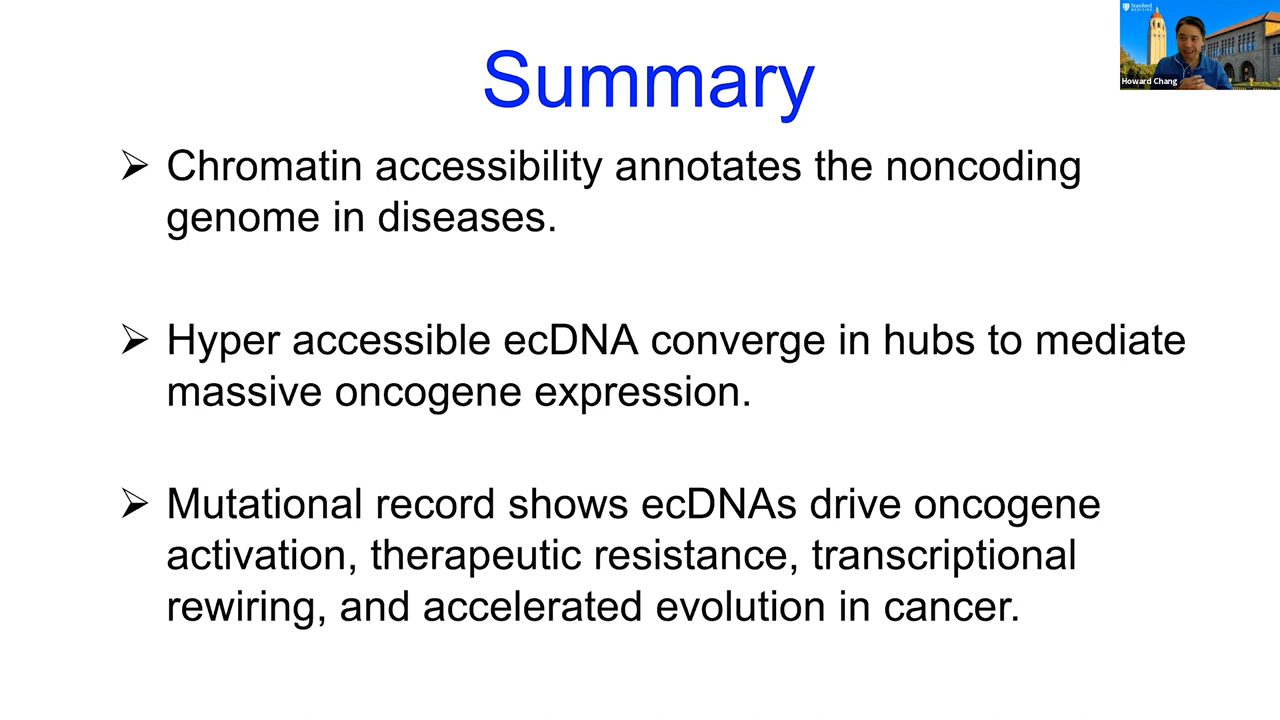 Stanford
MEDICINE
Howard Chang
Summary
➢ Chromatin accessibility annotates the noncoding
genome in diseases.
➢ Hyper accessible ecDNA converge in hubs to mediate
massive oncogene expression.
➢ Mutational record shows ecDNAs drive oncogene
activation, therapeutic resistance, transcriptional
rewiring, and accelerated evolution in cancer.